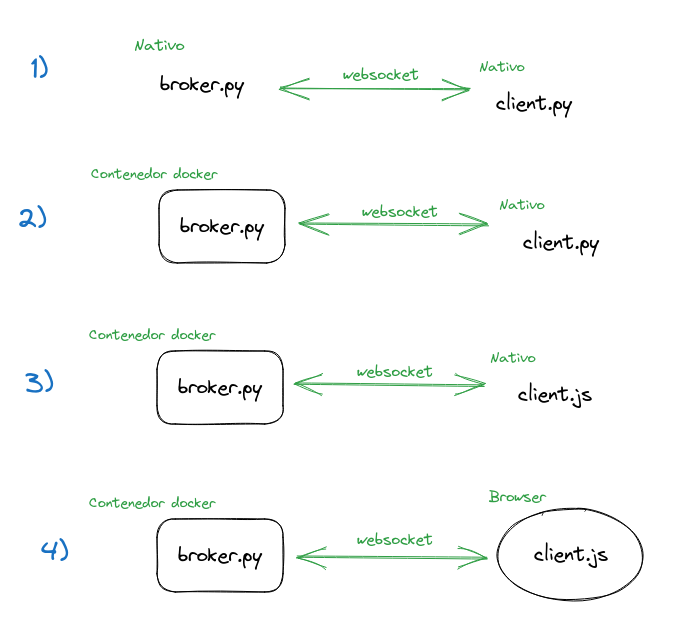 Nativo
1)
broker.py
websocket
Nativo
client.py
Contenedor docker
2)
broker.py
websocket
Nativo
client.py
Contenedor docker
3)
broker.py
websocket
Nativo
client.js
Contenedor docker
4)
broker.py
websocket
Browser
client.js